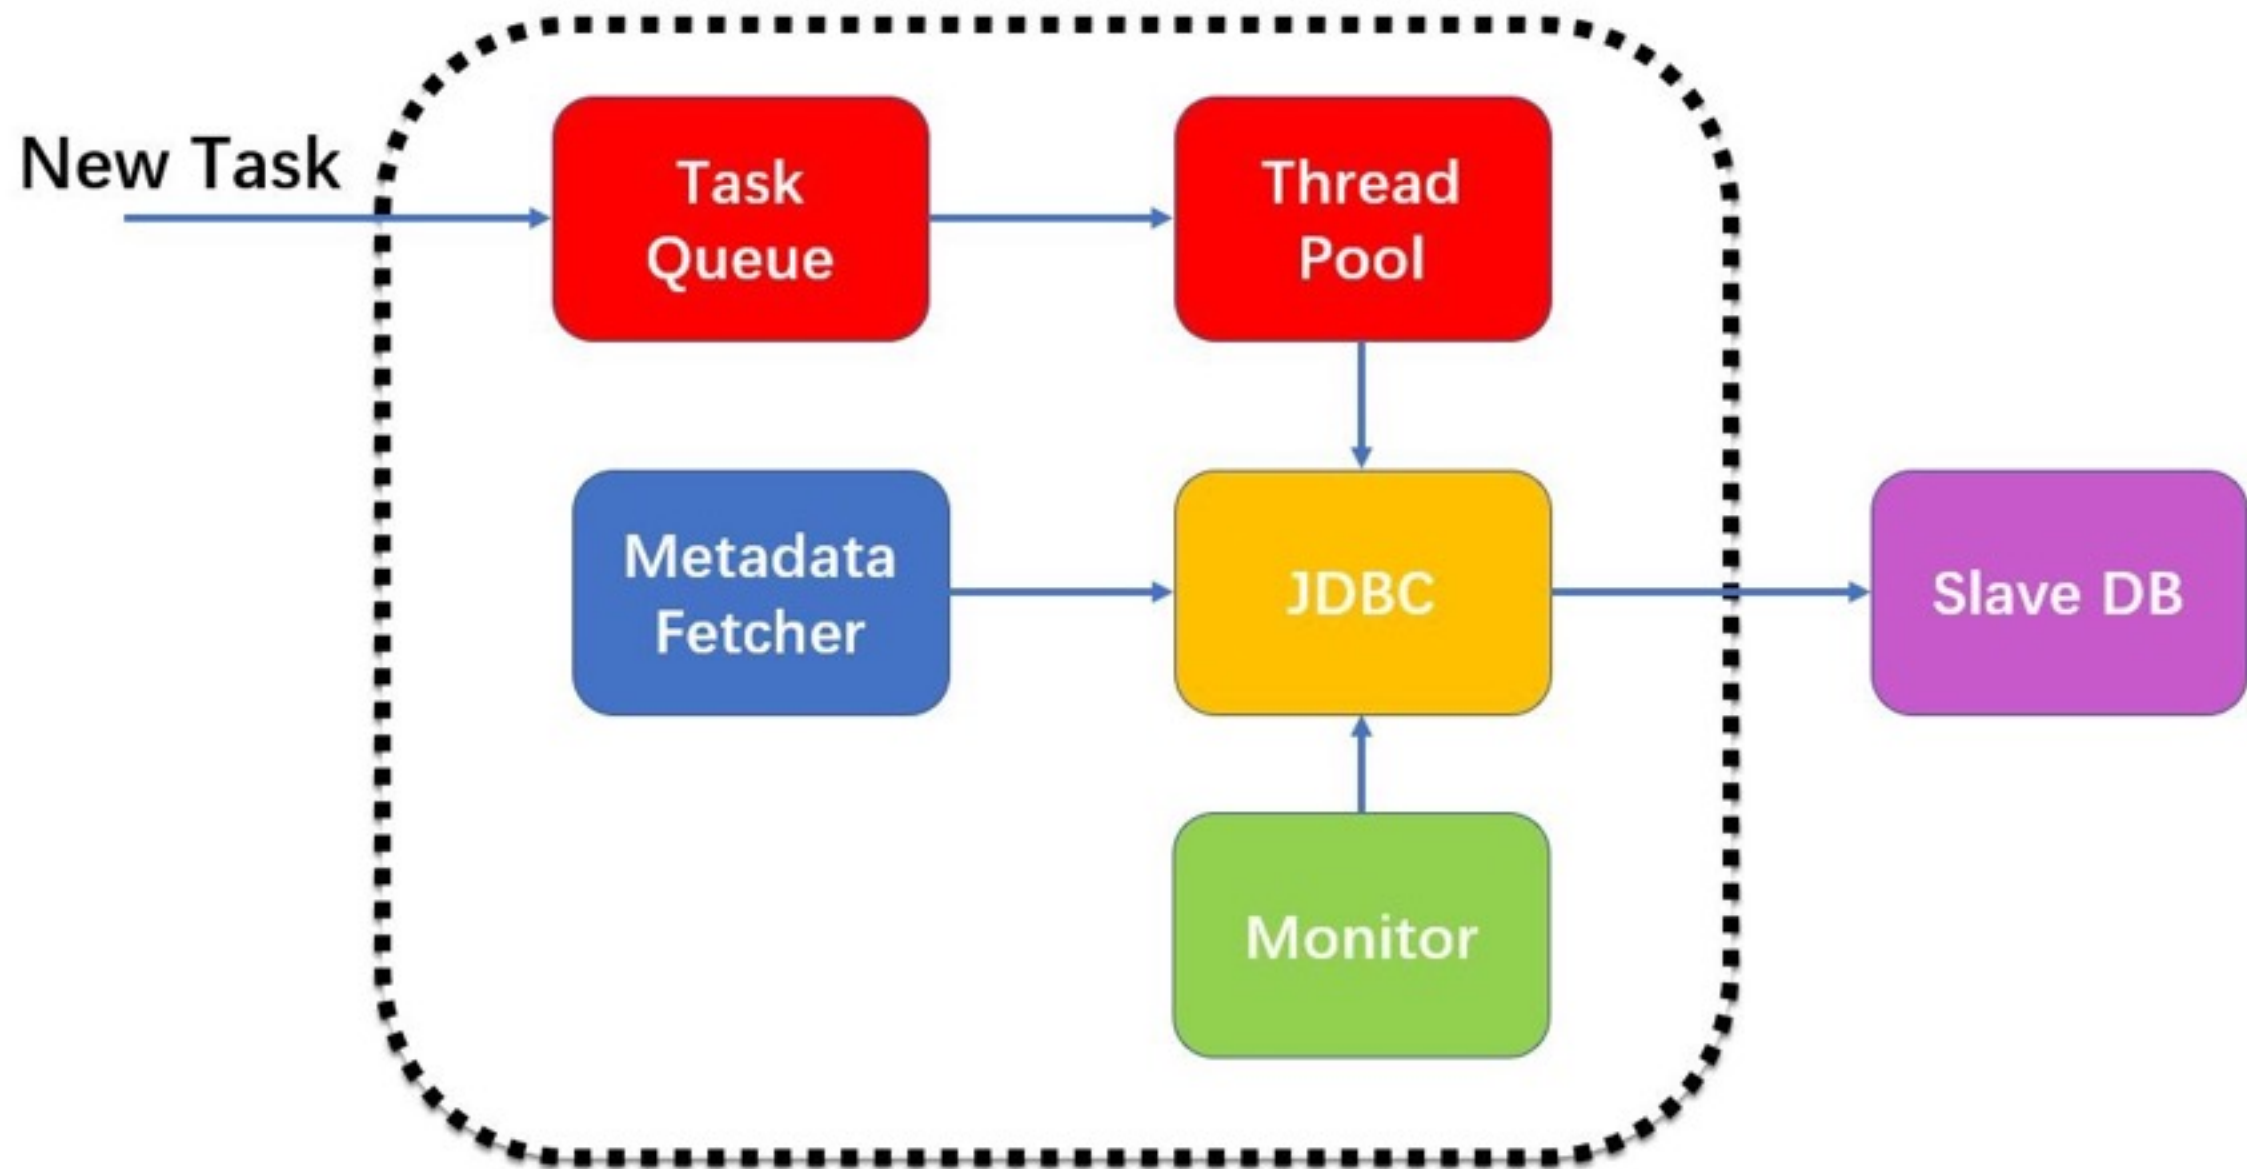 New Task
Task
Queue
Thread
Pool
Metadata
Fetcher
JDBC
Slave DB
Monitor